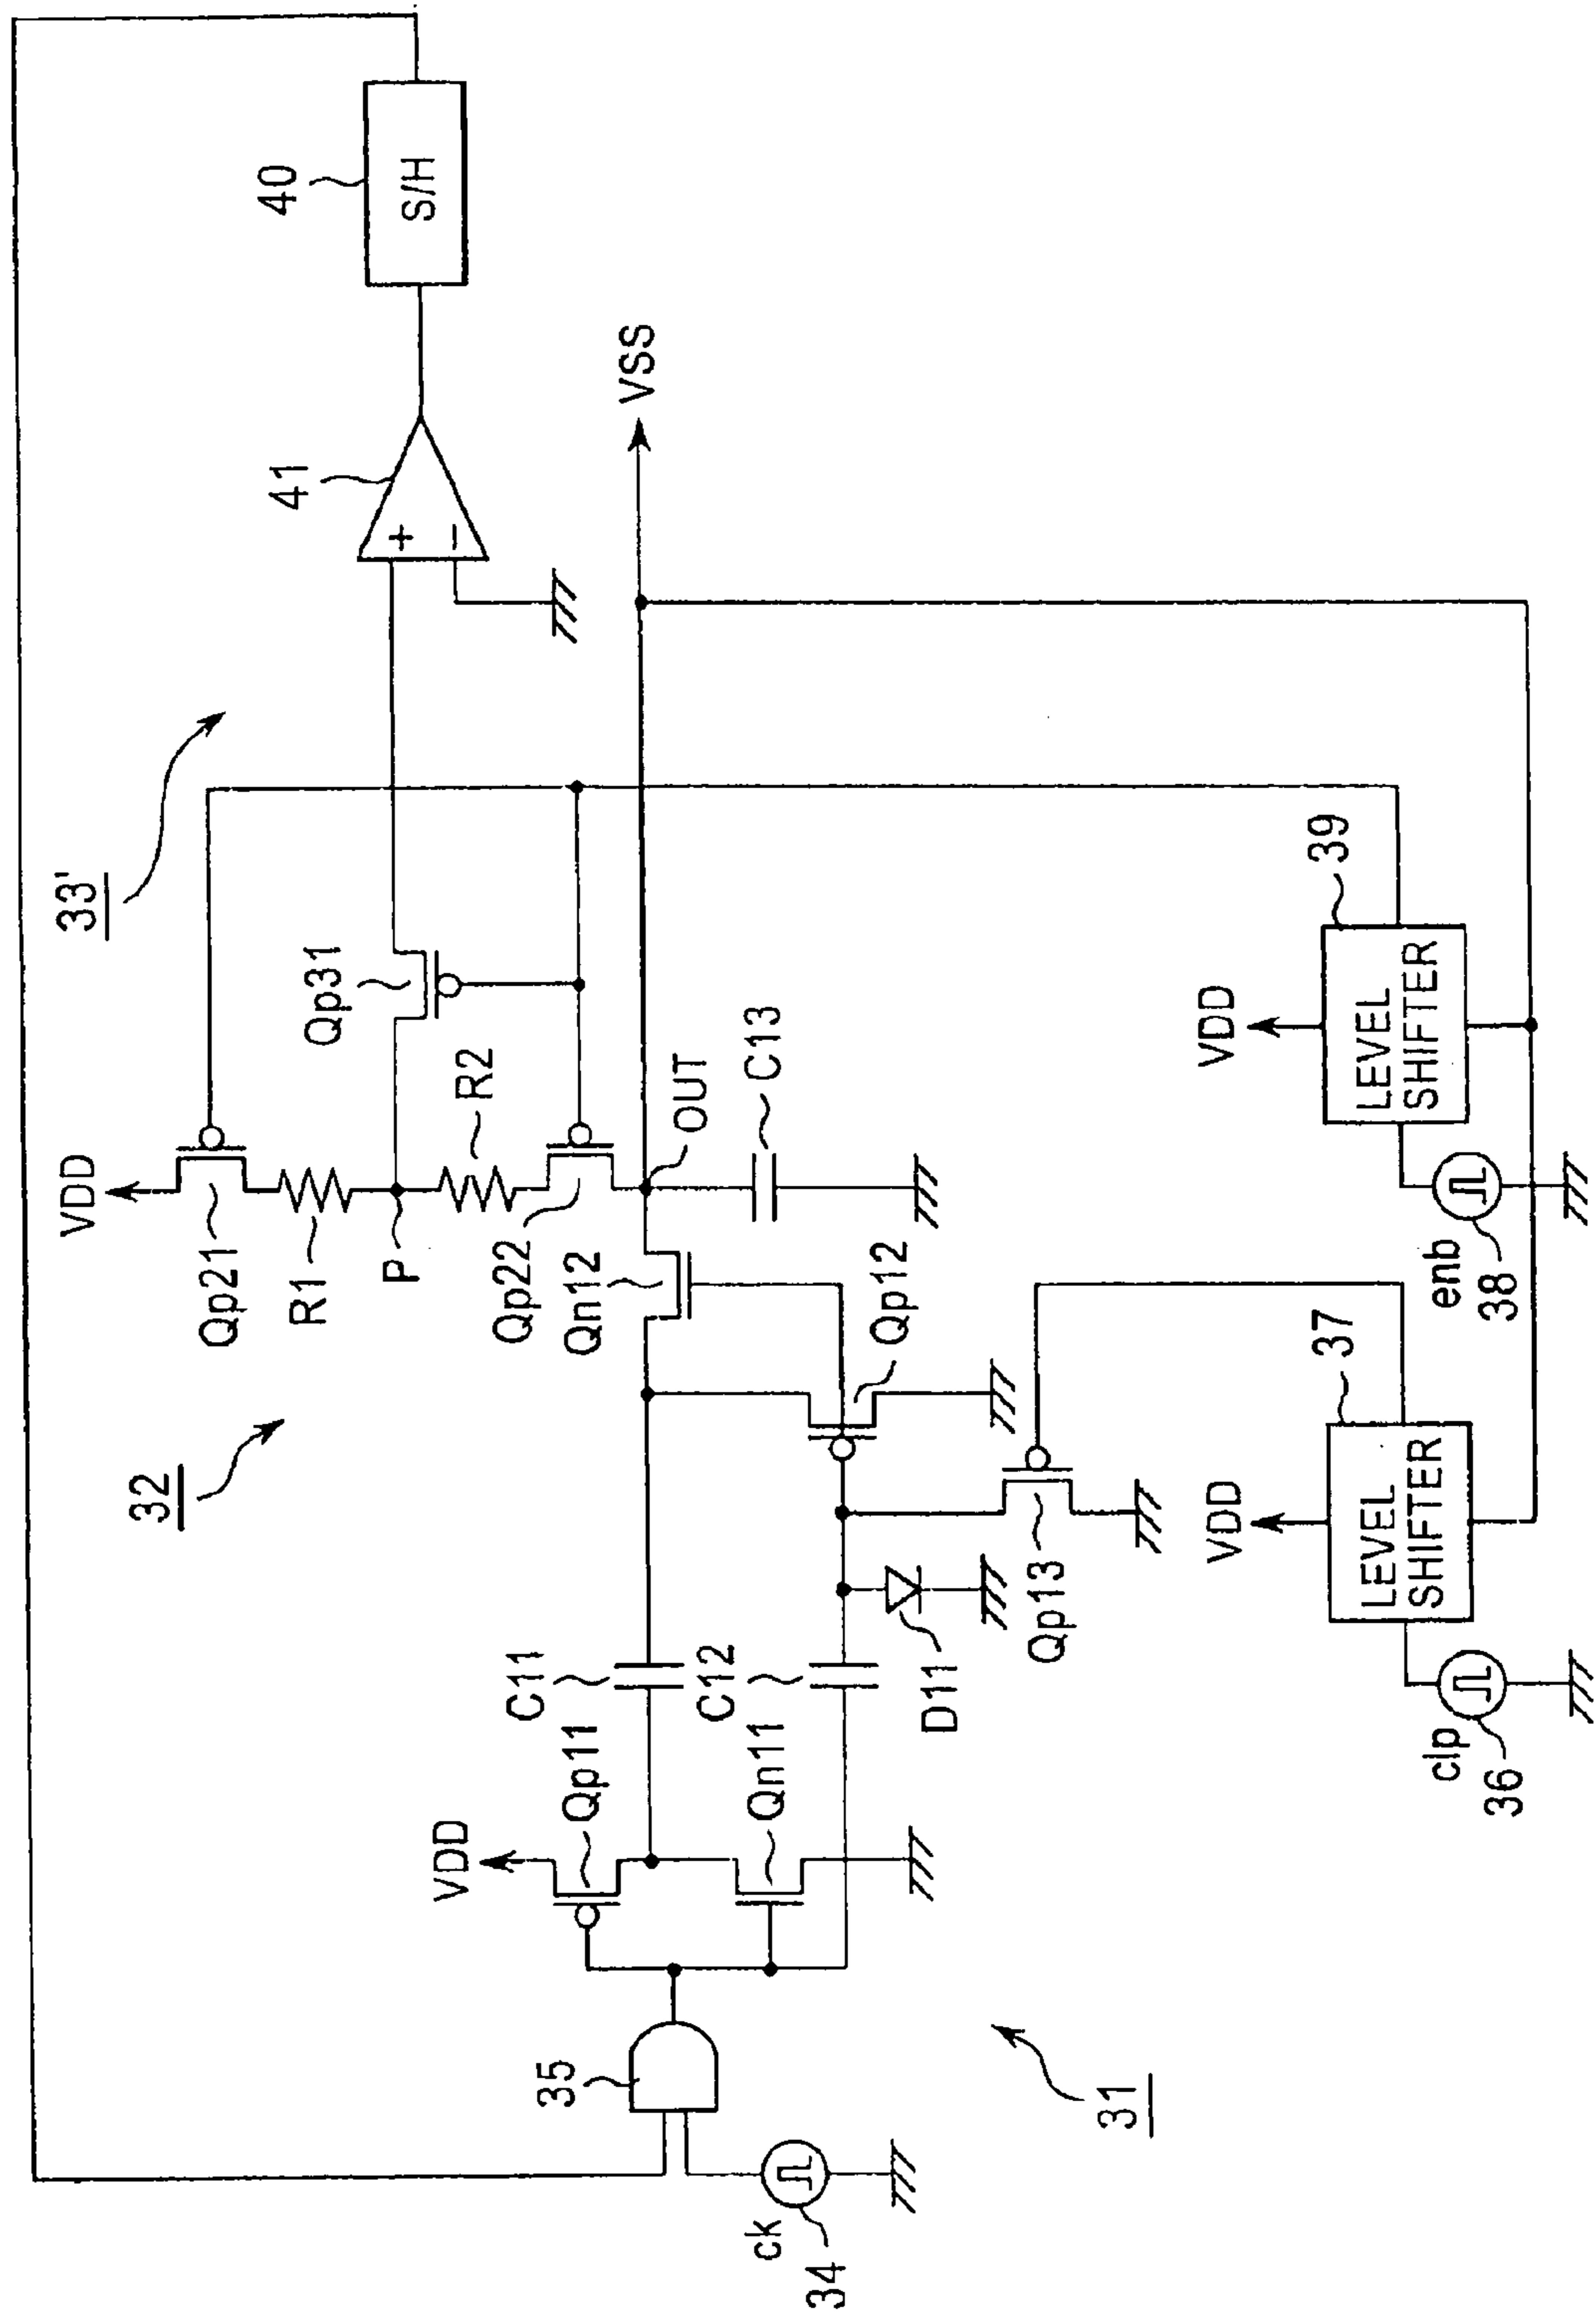 32
33'
40
S/H
41
+
−
VDD
Qp21
R1
P
Qp31
R2
Qp22
VSS
OUT
C13
Qn12
Qp12
VDD
Qp11
C11
C12
Qn11
35
D11
Qp13
ck
34
31
VDD
37
LEVEL
SHIFTER
clp
36
VDD
39
LEVEL
SHIFTER
enb
38